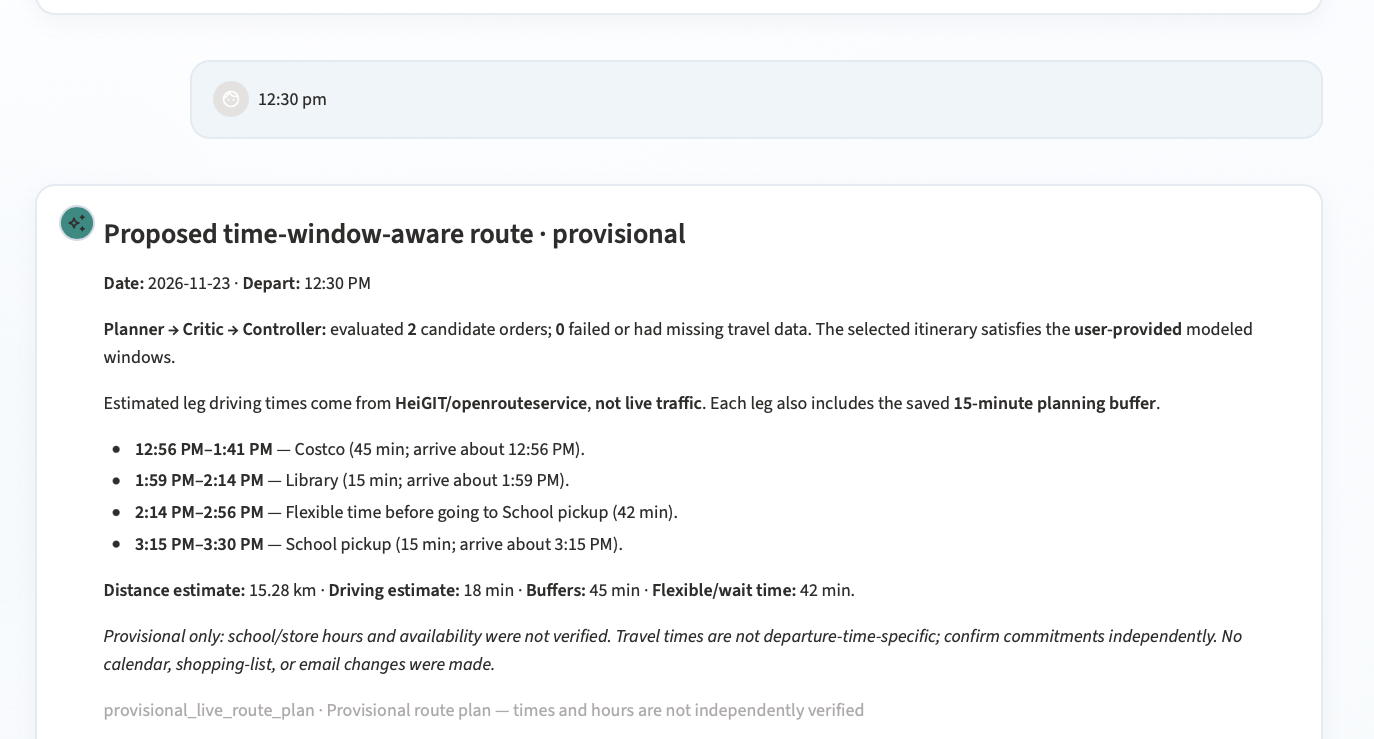 12:30 pm
Proposed time-window-aware route · provisional
Date: 2026-11-23 · Depart: 12:30 PM
Planner → Critic → Controller: evaluated 2 candidate orders; 0 failed or had missing travel data. The selected itinerary satisfies the user-provided modeled
windows.
Estimated leg driving times come from HeiGIT/openrouteservice, not live traffic. Each leg also includes the saved 15-minute planning buffer.
• 12:56 PM–1:41 PM — Costco (45 min; arrive about 12:56 PM).
• 1:59 PM–2:14 PM — Library (15 min; arrive about 1:59 PM).
• 2:14 PM–2:56 PM — Flexible time before going to School pickup (42 min).
• 3:15 PM–3:30 PM — School pickup (15 min; arrive about 3:15 PM).
Distance estimate: 15.28 km · Driving estimate: 18 min · Buffers: 45 min · Flexible/wait time: 42 min.
Provisional only: school/store hours and availability were not verified. Travel times are not departure-time-specific; confirm commitments independently. No
calendar, shopping-list, or email changes were made.
provisional_live_route_plan · Provisional route plan — times and hours are not independently verified